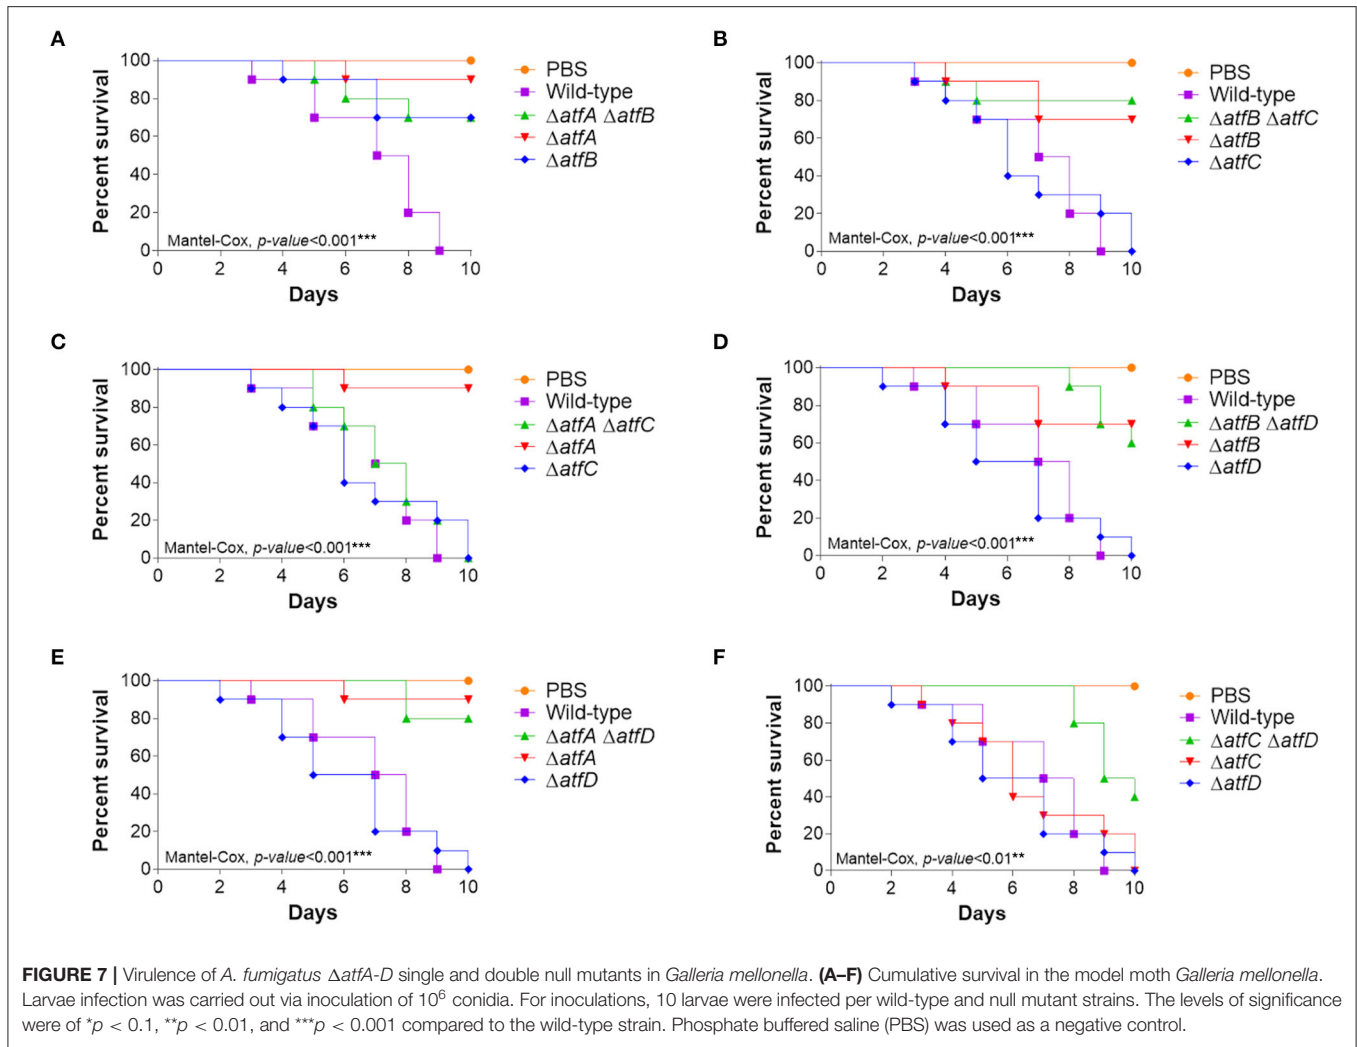 A
100
80
60
40
20
0
Percent survival
Mantel-Cox, p-value<0.001***
0 2 4 6 8 10
Days
PBS
Wild-type
ΔatfA ΔatfB
ΔatfA
ΔatfB
B
100
80
60
40
20
0
Percent survival
Mantel-Cox, p-value<0.001***
0 2 4 6 8 10
Days
PBS
Wild-type
ΔatfB ΔatfC
ΔatfB
ΔatfC
C
100
80
60
40
20
0
Percent survival
Mantel-Cox, p-value<0.001***
0 2 4 6 8 10
Days
PBS
Wild-type
ΔatfA ΔatfC
ΔatfA
ΔatfC
D
100
80
60
40
20
0
Percent survival
Mantel-Cox, p-value<0.001***
0 2 4 6 8 10
Days
PBS
Wild-type
ΔatfB ΔatfD
ΔatfB
ΔatfD
E
100
80
60
40
20
0
Percent survival
Mantel-Cox, p-value<0.001***
0 2 4 6 8 10
Days
PBS
Wild-type
ΔatfA ΔatfD
ΔatfA
ΔatfD
F
100
80
60
40
20
0
Percent survival
Mantel-Cox, p-value<0.01**
0 2 4 6 8 10
Days
PBS
Wild-type
ΔatfC ΔatfD
ΔatfC
ΔatfD
FIGURE 7 | Virulence of A. fumigatus ΔatfA-D single and double null mutants in Galleria mellonella. (A–F) Cumulative survival in the model moth Galleria mellonella.
Larvae infection was carried out via inoculation of 10⁶ conidia. For inoculations, 10 larvae were infected per wild-type and null mutant strains. The levels of significance
were of *p < 0.1, **p < 0.01, and ***p < 0.001 compared to the wild-type strain. Phosphate buffered saline (PBS) was used as a negative control.